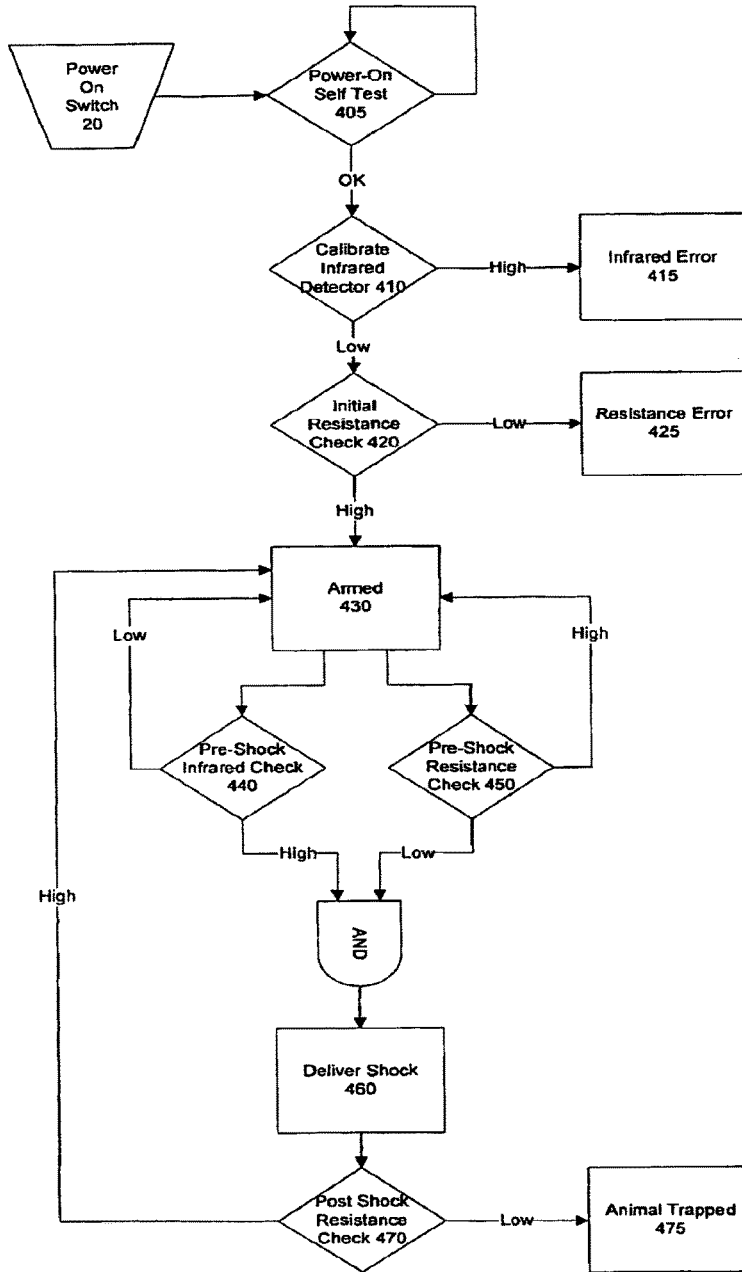 Power
On
Switch
20
Power-On
Self Test
405
OK
Calibrate
Infrared
Detector 410
High
Infrared Error
415
Low
Initial
Resistance
Check 420
Low
Resistance Error
425
High
Armed
430
Low
High
Pre-Shock
Infrared Check
440
Pre-Shock
Resistance
Check 450
High
Low
High
AND
Deliver Shock
460
Post Shock
Resistance
Check 470
Low
Animal Trapped
475